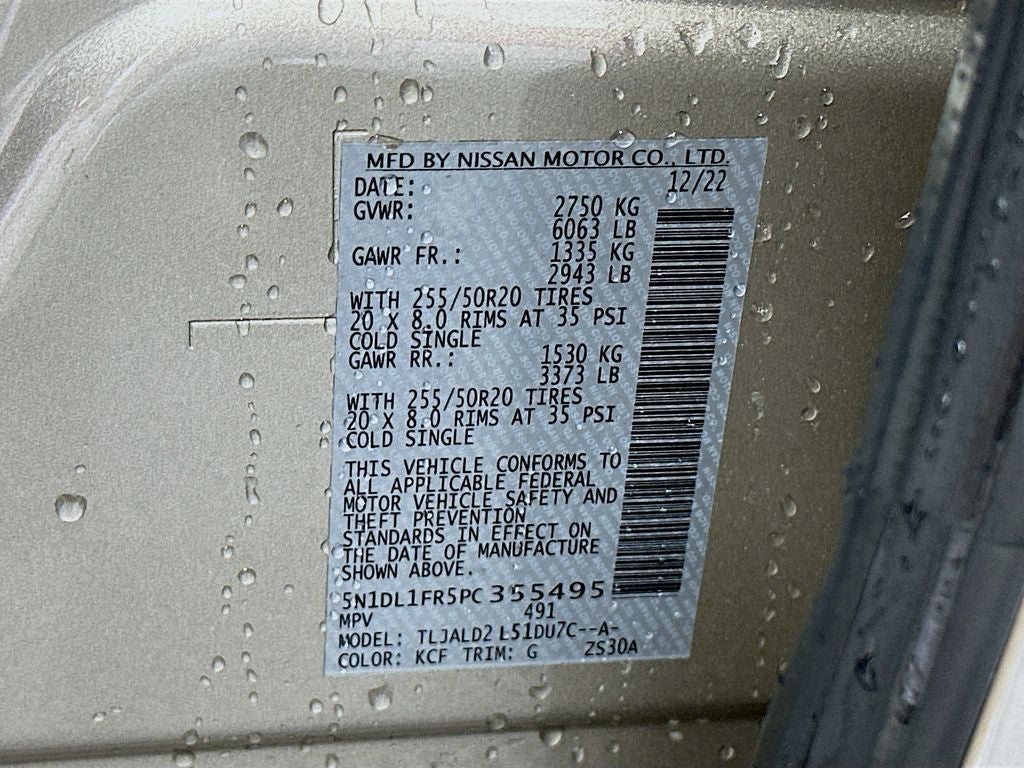 MFD BY NISSAN MOTOR CO., LTD.
DATE: 12/22
GVWR: 2750 KG
6063 LB
GAWR FR.: 1335 KG
2943 LB
WITH 255/50R20 TIRES
20 X 8.0 RIMS AT 35 PSI
COLD SINGLE
GAWR RR.: 1530 KG
3373 LB
WITH 255/50R20 TIRES
20 X 8.0 RIMS AT 35 PSI
COLD SINGLE
THIS VEHICLE CONFORMS TO
ALL APPLICABLE FEDERAL
MOTOR VEHICLE SAFETY AND
THEFT PREVENTION
STANDARDS IN EFFECT ON
THE DATE OF MANUFACTURE
SHOWN ABOVE.
5N1DL1FR5PC355495
MPV 491
MODEL: TLJALD2 L51DU7C--A-
COLOR: KCF TRIM: G ZS30A